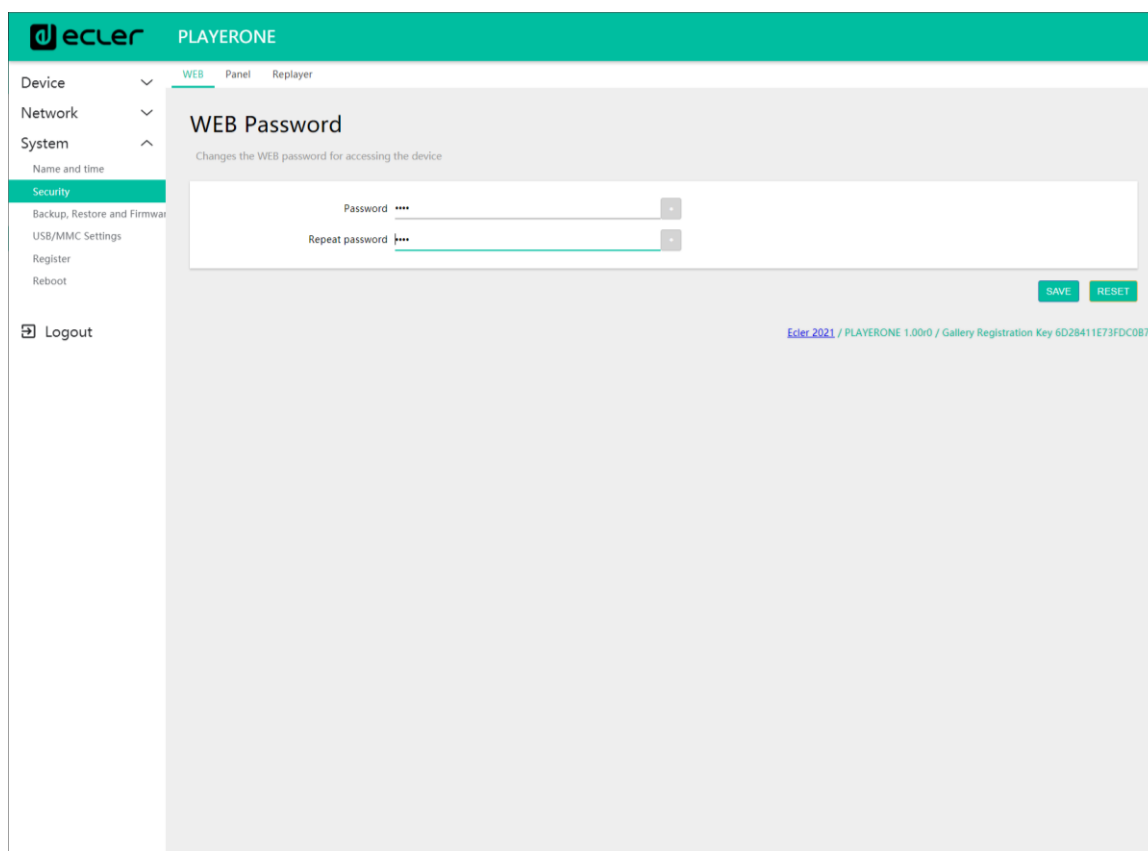 ecler PLAYERONE
WEB Panel Replayer
Device
Network
System
Name and time
Security
Backup, Restore and Firmwar
USB/MMC Settings
Register
Reboot
Logout
WEB Password
Changes the WEB password for accessing the device
Password ••••
Repeat password ••••
SAVE RESET
Ecler 2021 / PLAYERONE 1.00r0 / Gallery Registration Key 6D28411E73FDC0B7